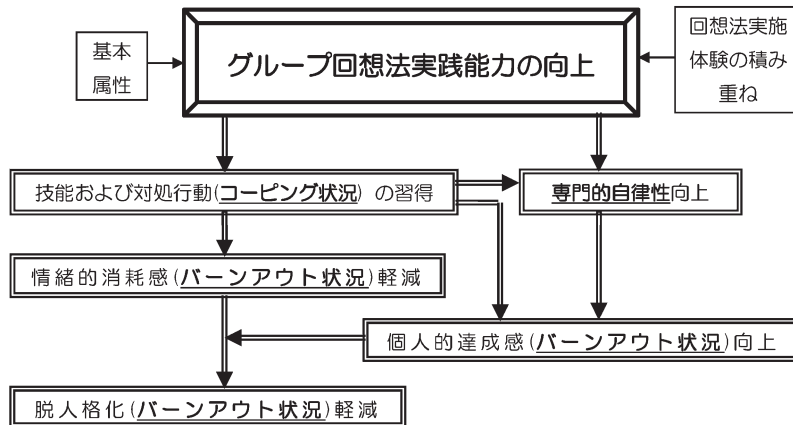 基本
属性
グループ回想法実践能力の向上
回想法実施
体験の積み
重ね
技能および対処行動(コーピング状況) の習得
専門的自律性向上
情緒的消耗感(バーンアウト状況)軽減
個人的達成感(バーンアウト状況)向上
脱人格化(バーンアウト状況)軽減